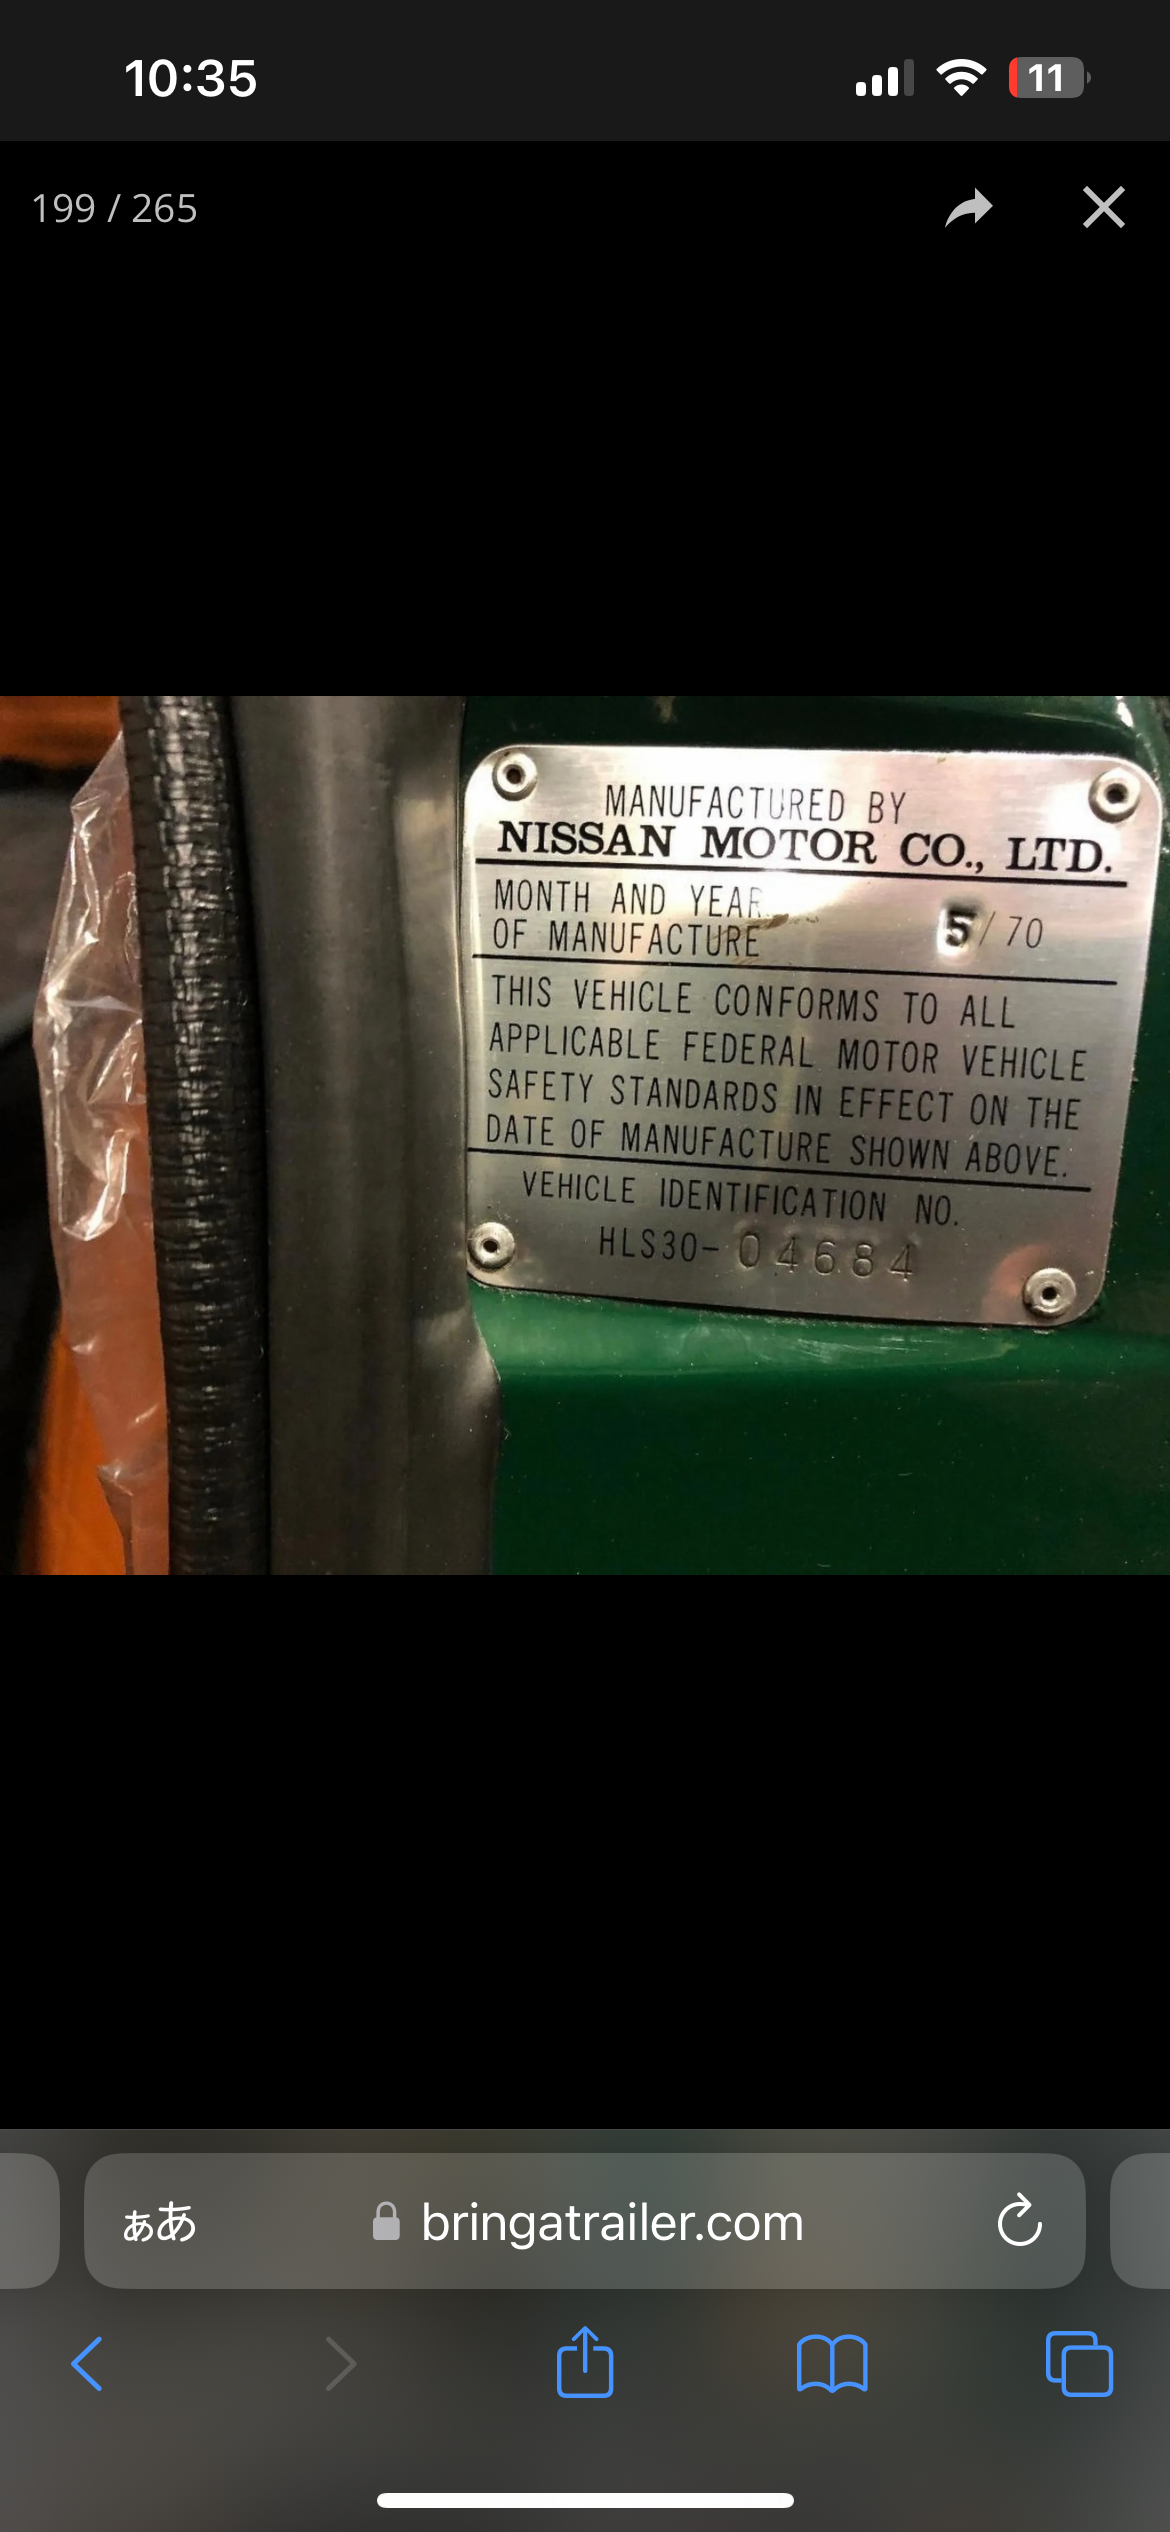 10:35
11
199 / 265
MANUFACTURED BY
NISSAN MOTOR CO., LTD.
MONTH AND YEAR
OF MANUFACTURE
5/70
THIS VEHICLE CONFORMS TO ALL
APPLICABLE FEDERAL MOTOR VEHICLE
SAFETY STANDARDS IN EFFECT ON THE
DATE OF MANUFACTURE SHOWN ABOVE.
VEHICLE IDENTIFICATION NO.
HLS30-04684
ぁあ
bringatrailer.com